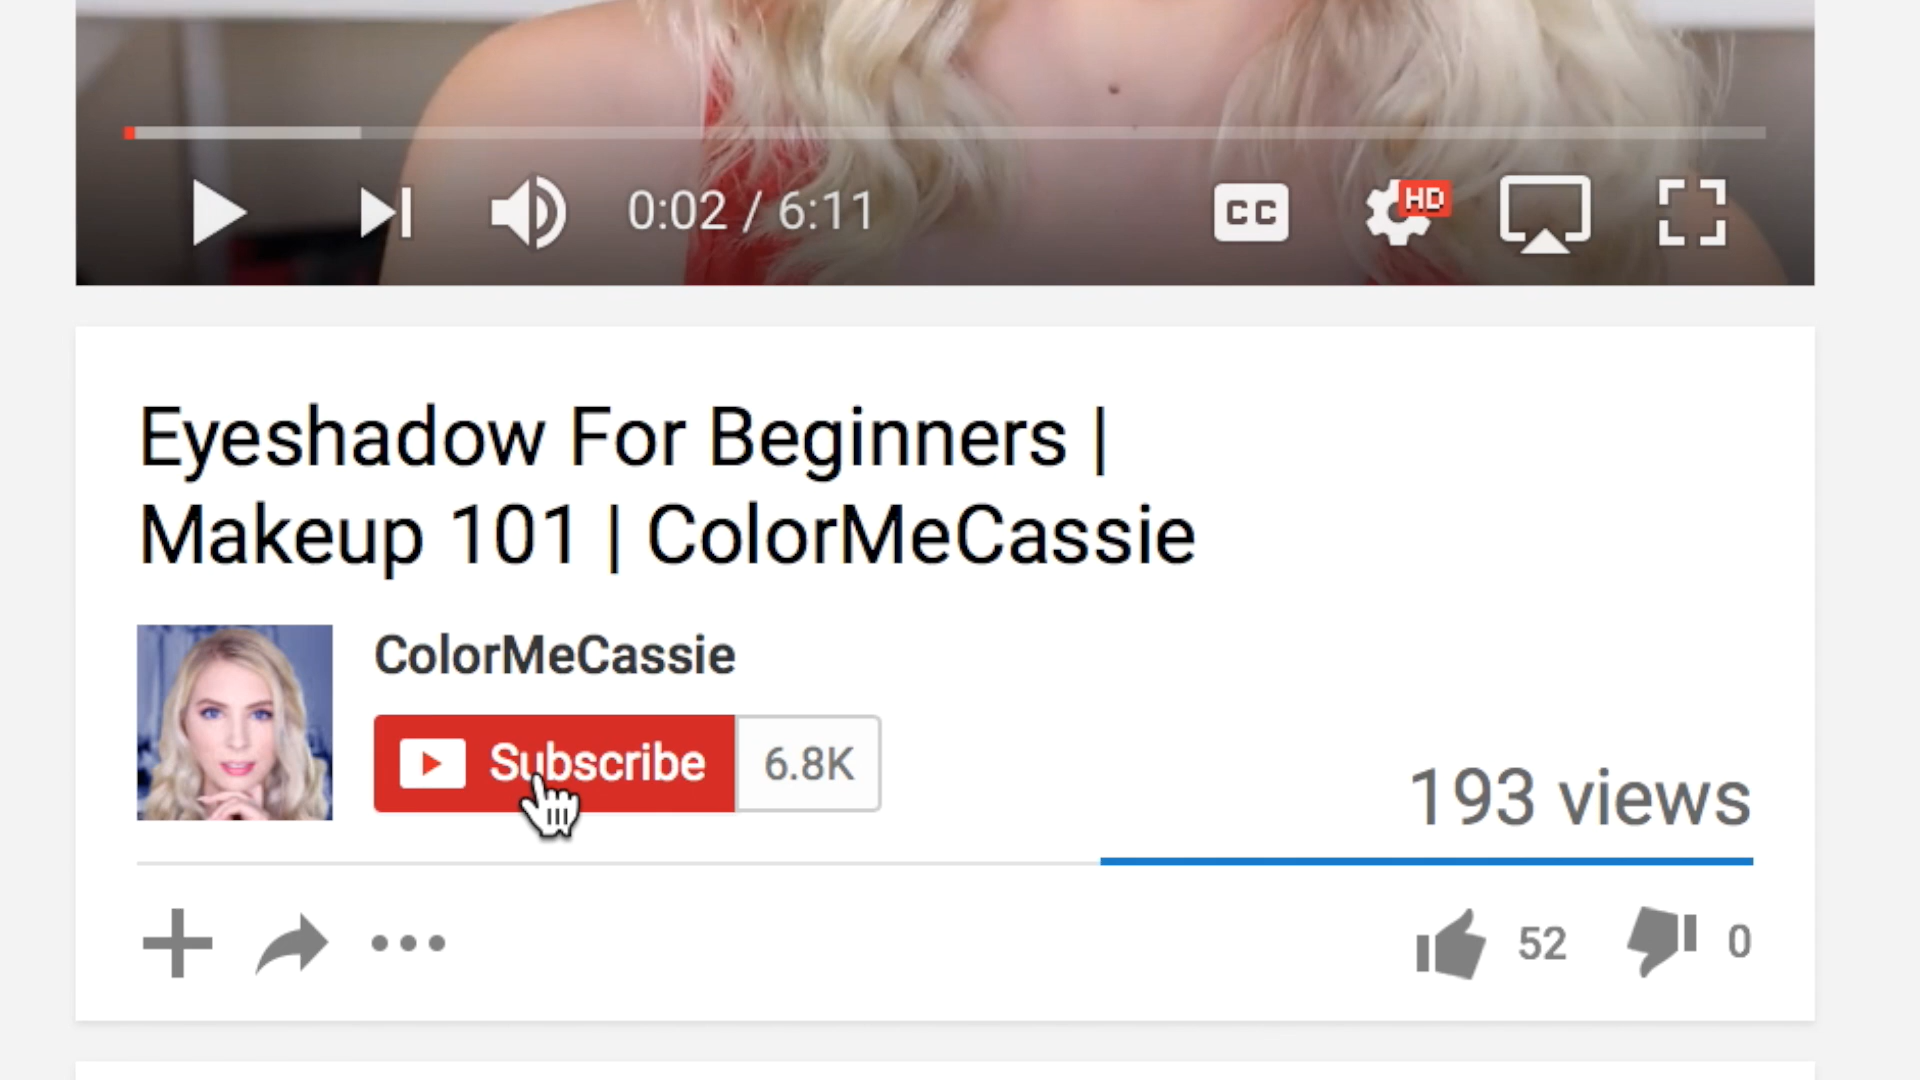 0:02 / 6:11
CC
HD
Eyeshadow For Beginners |
Makeup 101 | ColorMeCassie
ColorMeCassie
Subscribe 6.8K
193 views
52 0